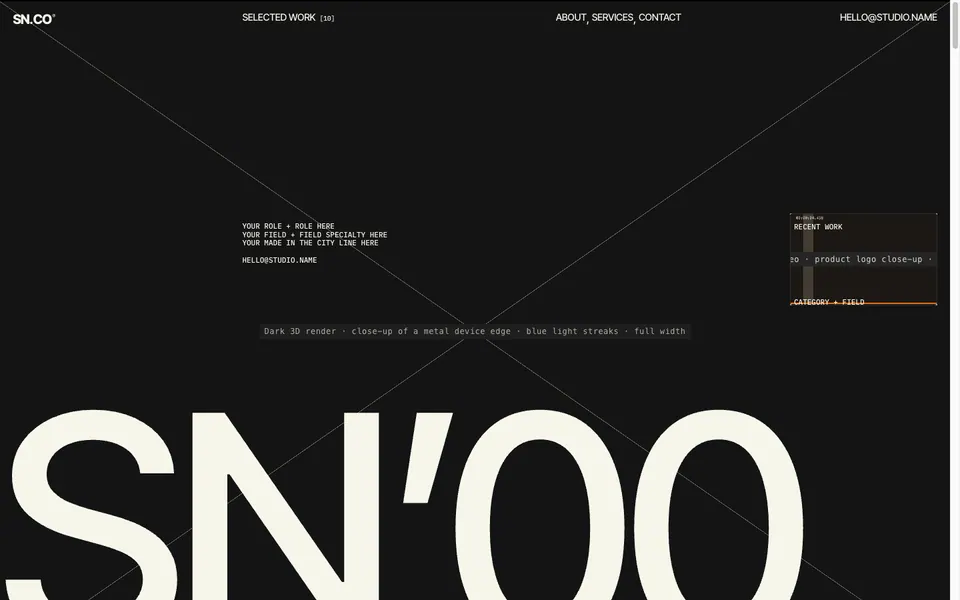 SN.CO®
SELECTED WORK [10]
ABOUT, SERVICES, CONTACT
HELLO@STUDIO.NAME
YOUR ROLE + ROLE HERE
YOUR FIELD + FIELD SPECIALTY HERE
YOUR MADE IN THE CITY LINE HERE
HELLO@STUDIO.NAME
RECENT WORK
eo · product logo close-up ·
CATEGORY + FIELD
Dark 3D render · close-up of a metal device edge · blue light streaks · full width
SN'00